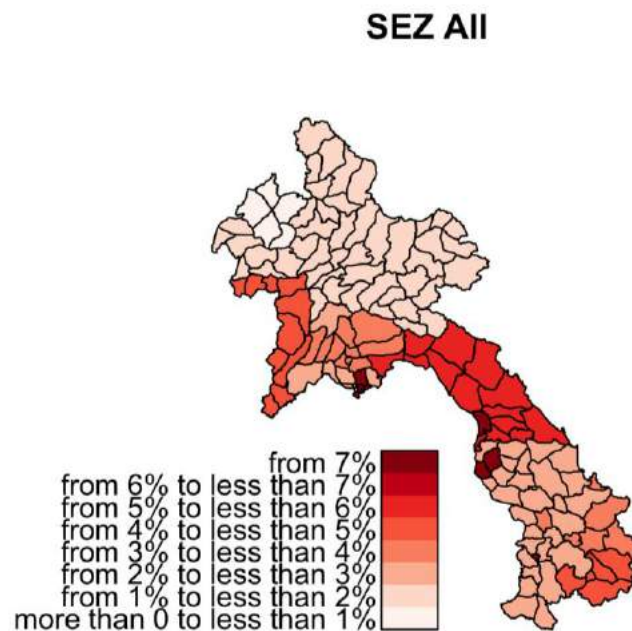 SEZ All
from 7%
from 6% to less than 7%
from 5% to less than 6%
from 4% to less than 5%
from 3% to less than 4%
from 2% to less than 3%
from 1% to less than 2%
more than 0 to less than 1%